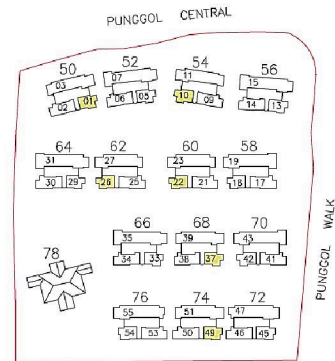 PUNGGOL CENTRAL
50 52 54 56
03 07 11 15
02 01 06 05 10 09 14 13
64 62 60 58
31 27 23 19
30 29 26 25 22 21 18 17
66 68 70
35 39 43
34 33 38 37 42 41
78
76 74 72
55 51 47
54 53 50 49 46 45
PUNGGOL WALK